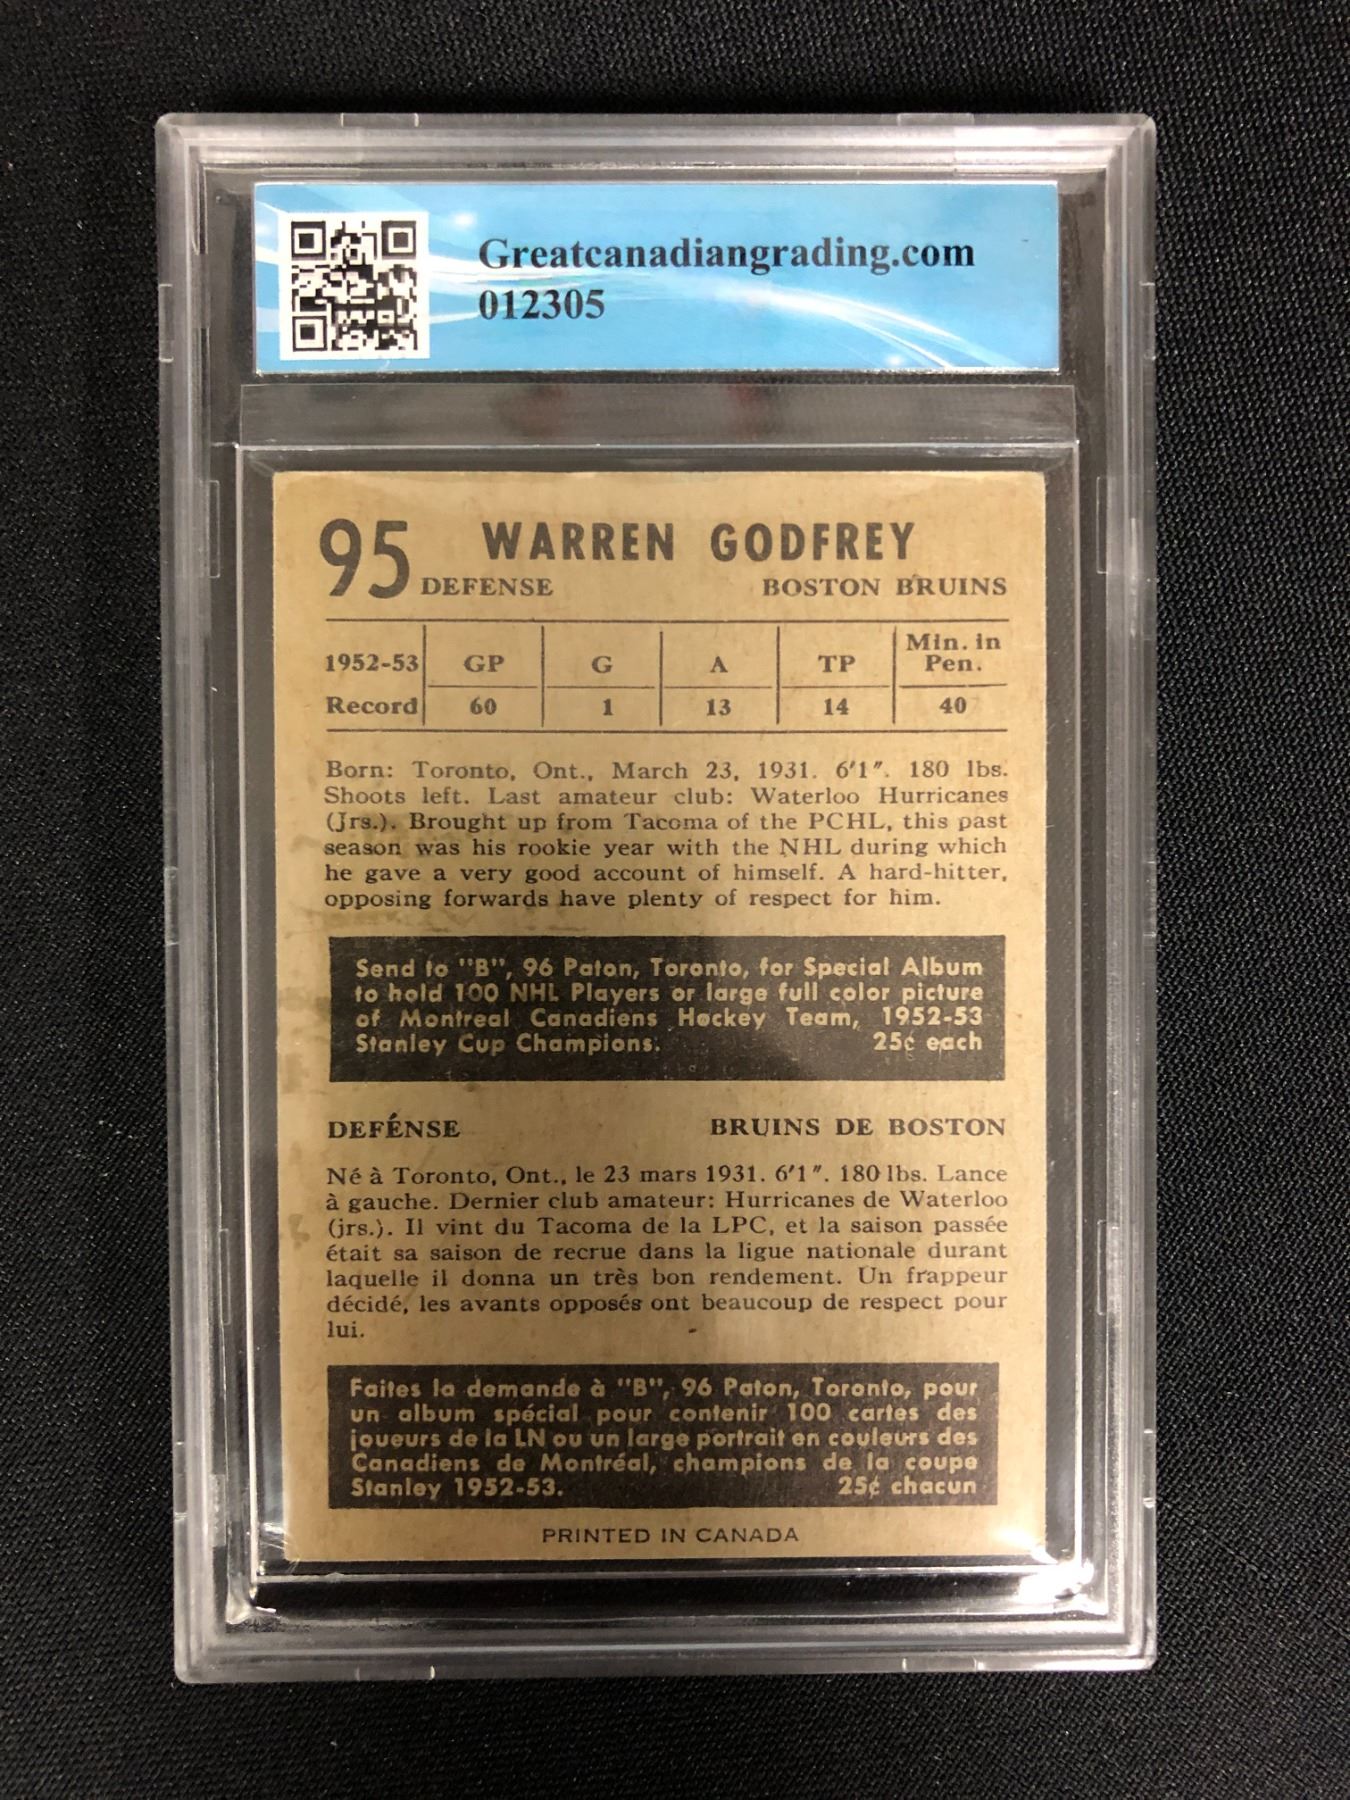 Greatcanadiangrading.com
012305
95 WARREN GODFREY
DEFENSE BOSTON BRUINS
1952-53 GP G A TP Min. in Pen.
Record 60 1 13 14 40
Born: Toronto, Ont., March 23, 1931. 6'1". 180 lbs.
Shoots left. Last amateur club: Waterloo Hurricanes
(Jrs.). Brought up from Tacoma of the PCHL, this past
season was his rookie year with the NHL during which
he gave a very good account of himself. A hard-hitter,
opposing forwards have plenty of respect for him.
Send to "B", 96 Paton, Toronto, for Special Album
to hold 100 NHL Players or large full color picture
of Montreal Canadiens Hockey Team, 1952-53
Stanley Cup Champions. 25¢ each
DEFÉNSE BRUINS DE BOSTON
Né à Toronto, Ont., le 23 mars 1931. 6'1". 180 lbs. Lance
à gauche. Dernier club amateur: Hurricanes de Waterloo
(jrs.). Il vint du Tacoma de la LPC, et la saison passée
était sa saison de recrue dans la ligue nationale durant
laquelle il donna un très bon rendement. Un frappeur
décidé, les avants opposés ont beaucoup de respect pour
lui.
Faites la demande à "B", 96 Paton, Toronto, pour
un album spécial pour contenir 100 cartes des
joueurs de la LN ou un large portrait en couleurs des
Canadiens de Montréal, champions de la coupe
Stanley 1952-53. 25¢ chacun
PRINTED IN CANADA